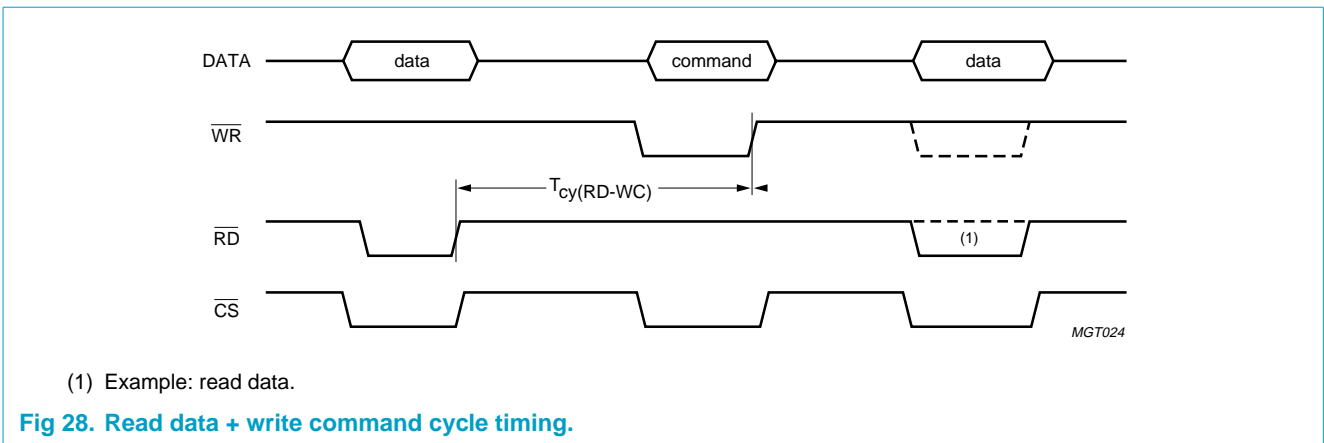 DATA data command data
WR
T cy(RD-WC)
RD (1)
CS
MGT024
(1) Example: read data.
Fig 28. Read data + write command cycle timing.